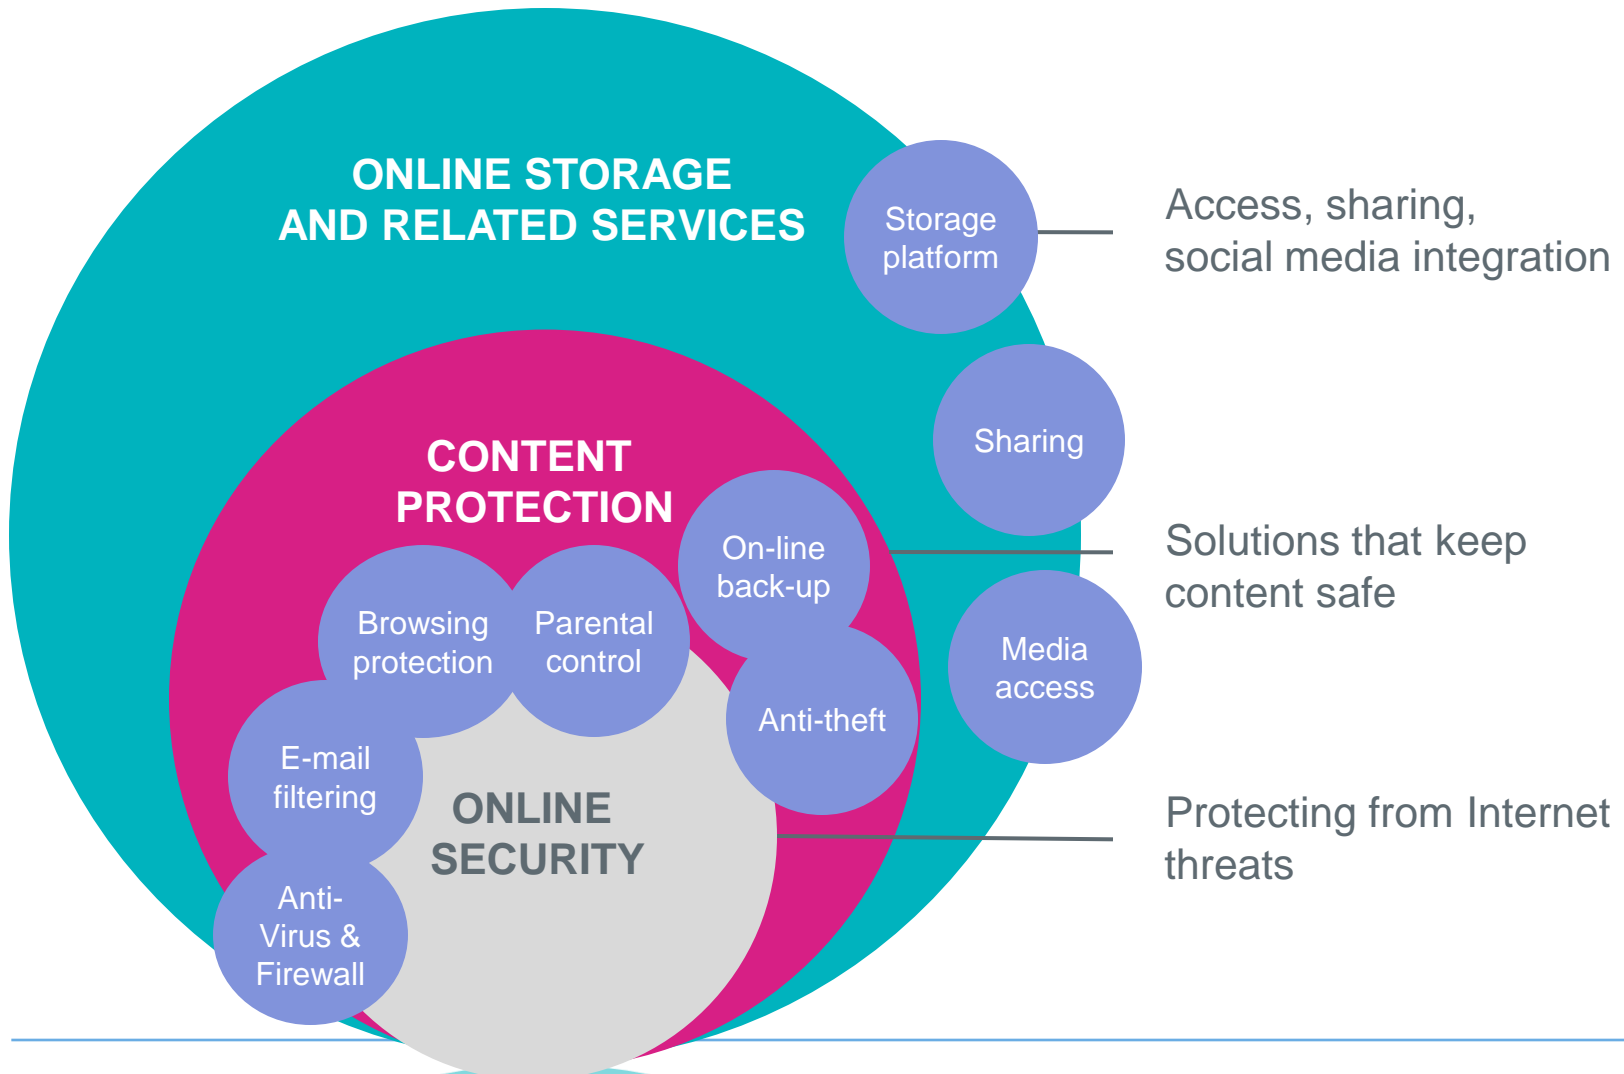 ONLINE STORAGE
AND RELATED SERVICES
Storage
platform
Access, sharing,
social media integration
Sharing
CONTENT
PROTECTION
On-line
back-up
Solutions that keep
content safe
Browsing
protection
Parental
control
Media
access
Anti-theft
E-mail
filtering
ONLINE
SECURITY
Protecting from Internet
threats
Anti-
Virus &
Firewall